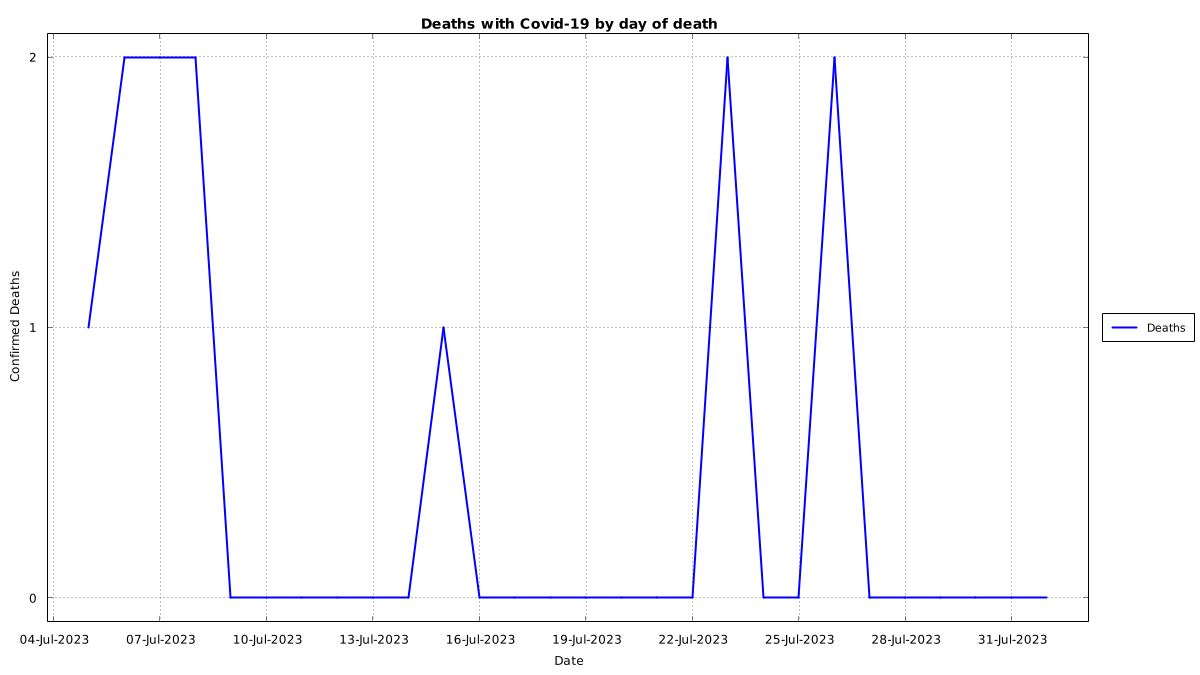 Deaths with Covid-19 by day of death
2
1
0
Confirmed Deaths
Deaths
04-Jul-2023 07-Jul-2023 10-Jul-2023 13-Jul-2023 16-Jul-2023 19-Jul-2023 22-Jul-2023 25-Jul-2023 28-Jul-2023 31-Jul-2023
Date